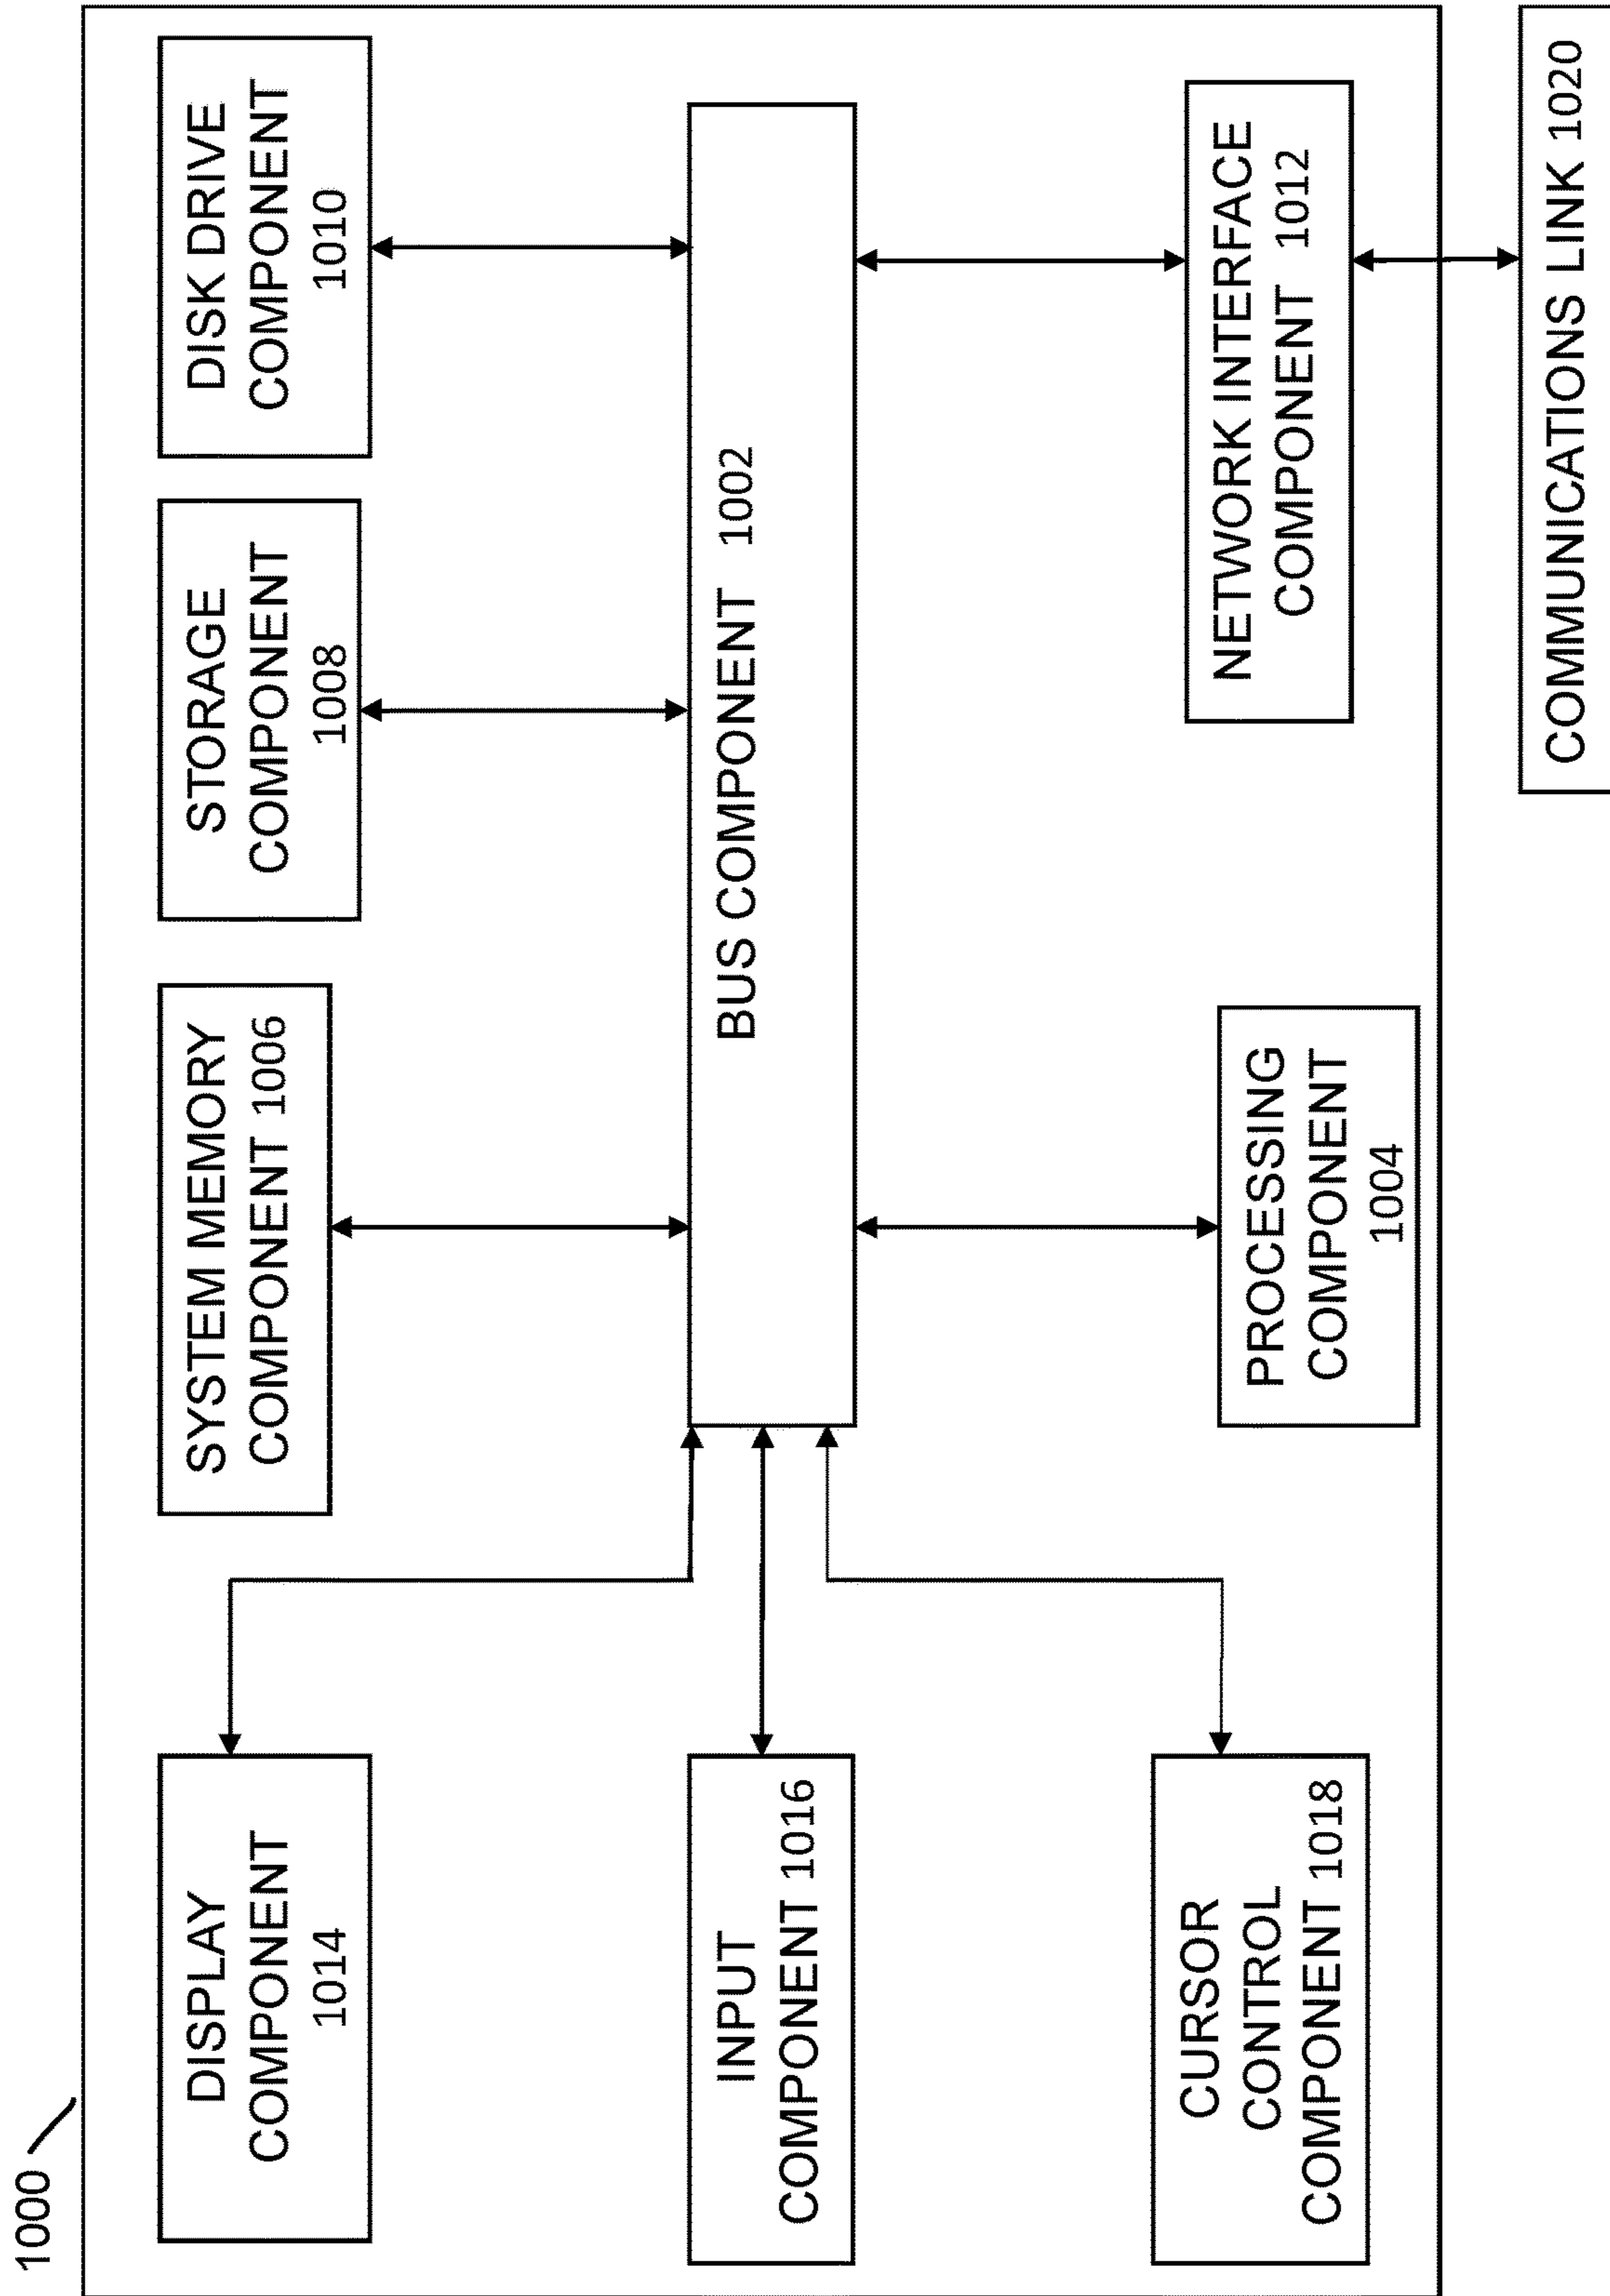 1000
DISPLAY
COMPONENT
1014
SYSTEM MEMORY
COMPONENT 1006
STORAGE
COMPONENT
1008
DISK DRIVE
COMPONENT
1010
INPUT
COMPONENT 1016
BUS COMPONENT 1002
CURSOR
CONTROL
COMPONENT 1018
PROCESSING
COMPONENT
1004
NETWORK INTERFACE
COMPONENT 1012
COMMUNICATIONS LINK 1020